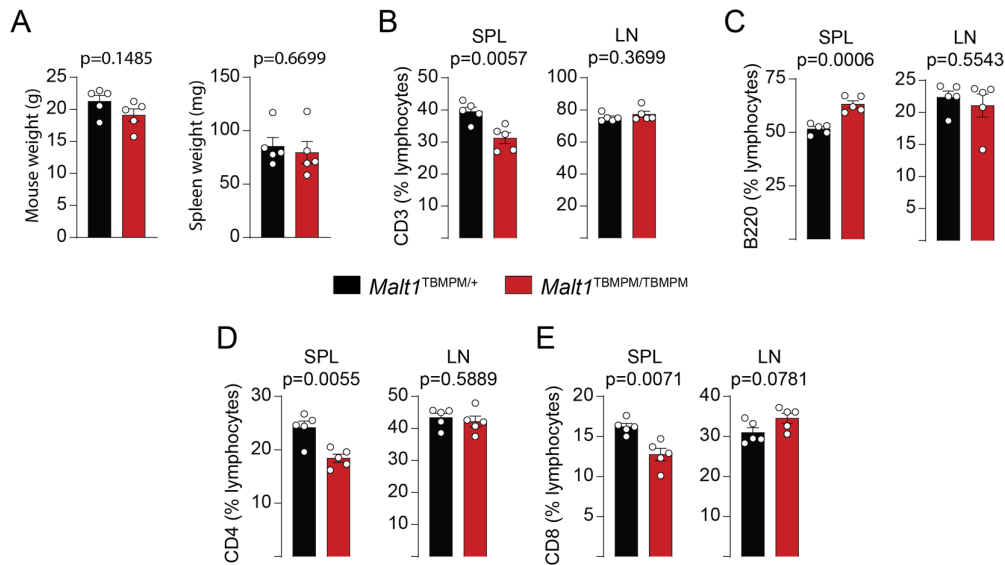 A
p=0.1485
Mouse weight (g)
25
20
15
10
5
0
p=0.6699
Spleen weight (mg)
150
100
50
0
B
SPL
p=0.0057
CD3 (% lymphocytes)
50
40
30
20
10
LN
p=0.3699
100
80
60
40
20
C
SPL
p=0.0006
B220 (% lymphocytes)
75
50
25
LN
p=0.5543
25
20
15
10
5
Malt1TBMPM/+
Malt1TBMPM/TBMPM
D
SPL
p=0.0055
CD4 (% lymphocytes)
30
20
10
LN
p=0.5889
50
40
30
20
10
E
SPL
p=0.0071
CD8 (% lymphocytes)
20
15
10
5
LN
p=0.0781
40
30
20
10